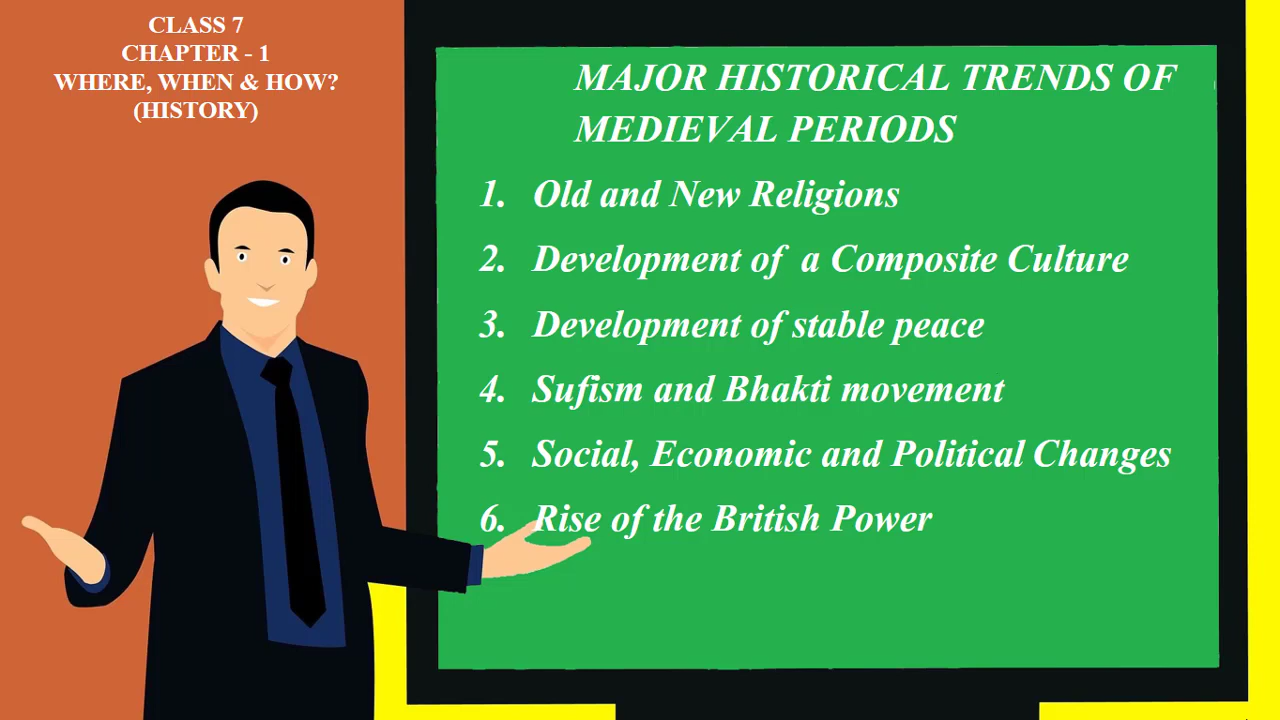 CLASS 7
CHAPTER - 1
WHERE, WHEN & HOW?
(HISTORY)
MAJOR HISTORICAL TRENDS OF
MEDIEVAL PERIODS
1. Old and New Religions
2. Development of a Composite Culture
3. Development of stable peace
4. Sufism and Bhakti movement
5. Social, Economic and Political Changes
6. Rise of the British Power